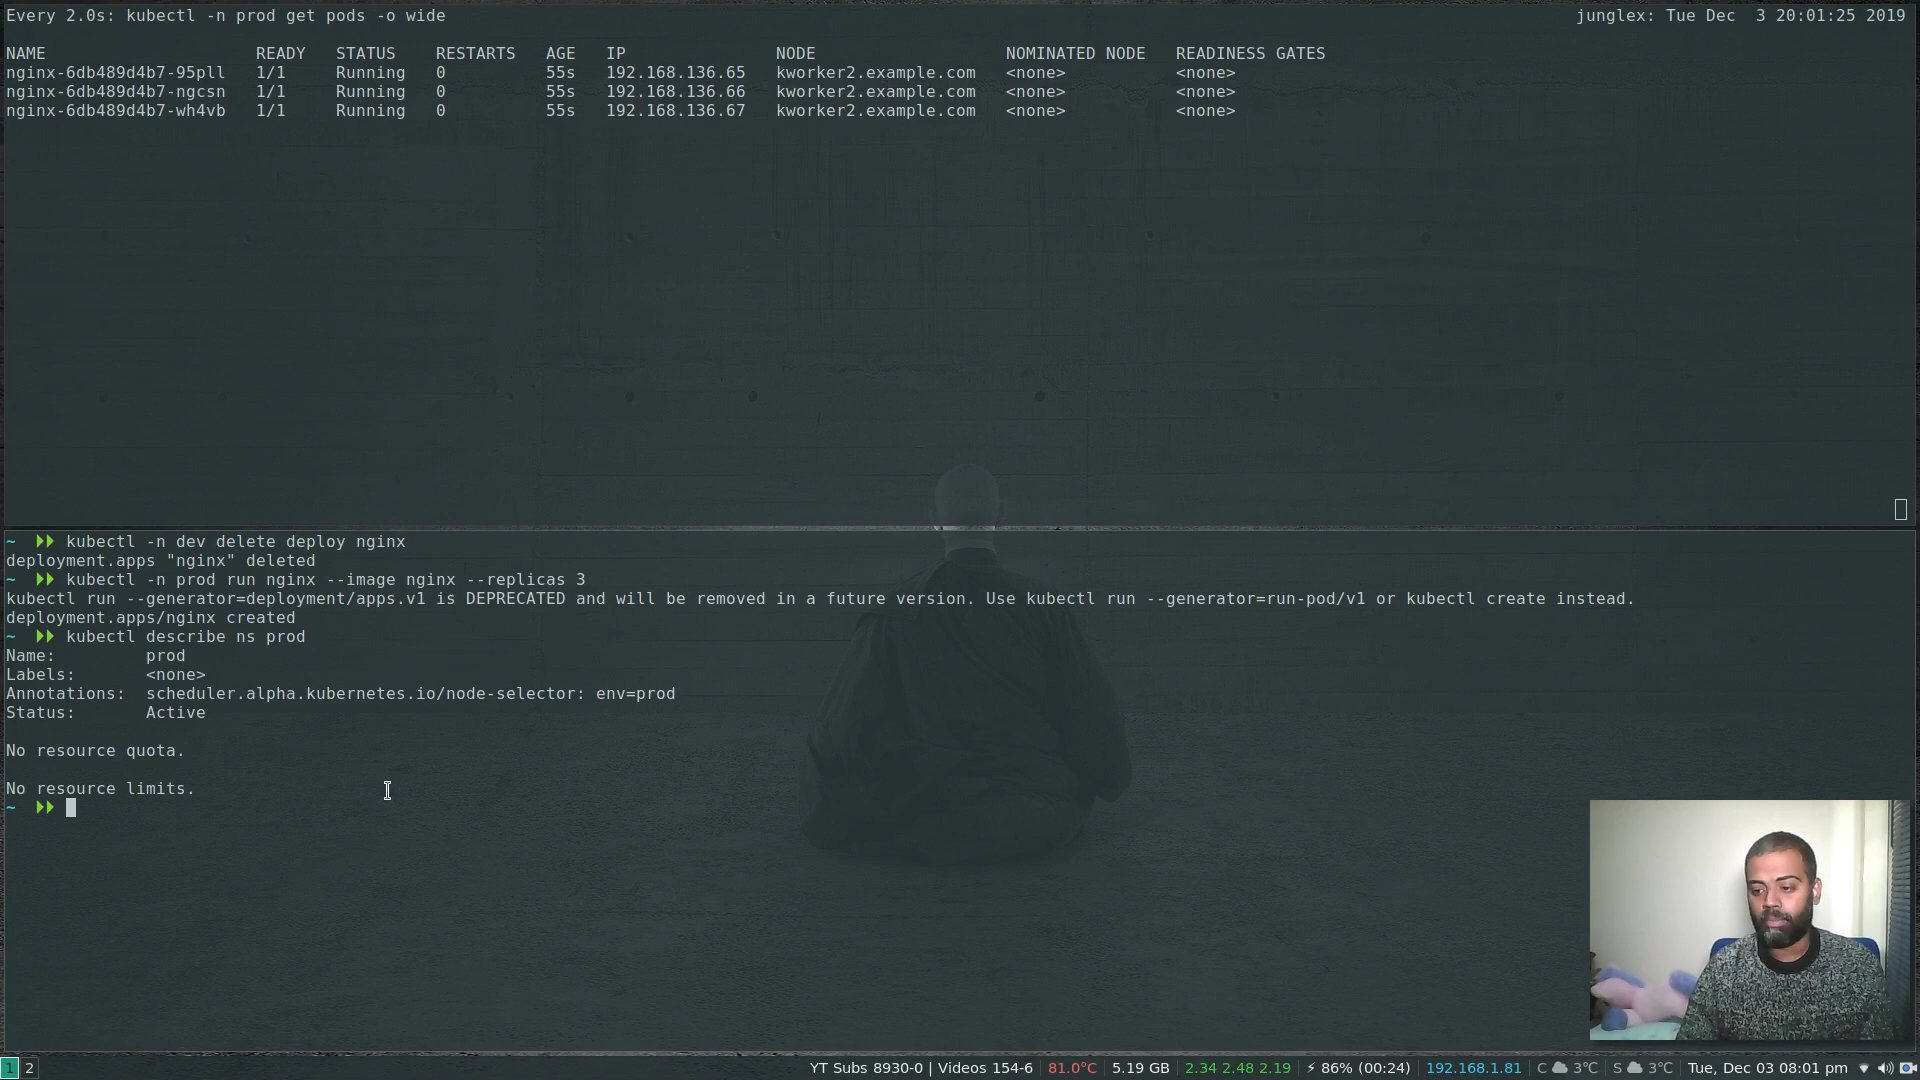 Every 2.0s: kubectl -n prod get pods -o wide junglex: Tue Dec  3 20:01:25 2019
NAME READY STATUS RESTARTS AGE IP NODE NOMINATED NODE READINESS GATES
nginx-6db489d4b7-95pll 1/1 Running 0 55s 192.168.136.65 kworker2.example.com <none> <none>
nginx-6db489d4b7-ngcsn 1/1 Running 0 55s 192.168.136.66 kworker2.example.com <none> <none>
nginx-6db489d4b7-wh4vb 1/1 Running 0 55s 192.168.136.67 kworker2.example.com <none> <none>
~ kubectl -n dev delete deploy nginx
deployment.apps "nginx" deleted
~ kubectl -n prod run nginx --image nginx --replicas 3
kubectl run --generator=deployment/apps.v1 is DEPRECATED and will be removed in a future version. Use kubectl run --generator=run-pod/v1 or kubectl create instead.
deployment.apps/nginx created
~ kubectl describe ns prod
Name: prod
Labels: <none>
Annotations: scheduler.alpha.kubernetes.io/node-selector: env=prod
Status: Active
No resource quota.
No resource limits.
~
1 2 YT Subs 8930-0 | Videos 154-6 81.0°C 5.19 GB 2.34 2.48 2.19 ⚡ 86% (00:24) 192.168.1.81 C 3°C S 3°C Tue, Dec 03 08:01 pm